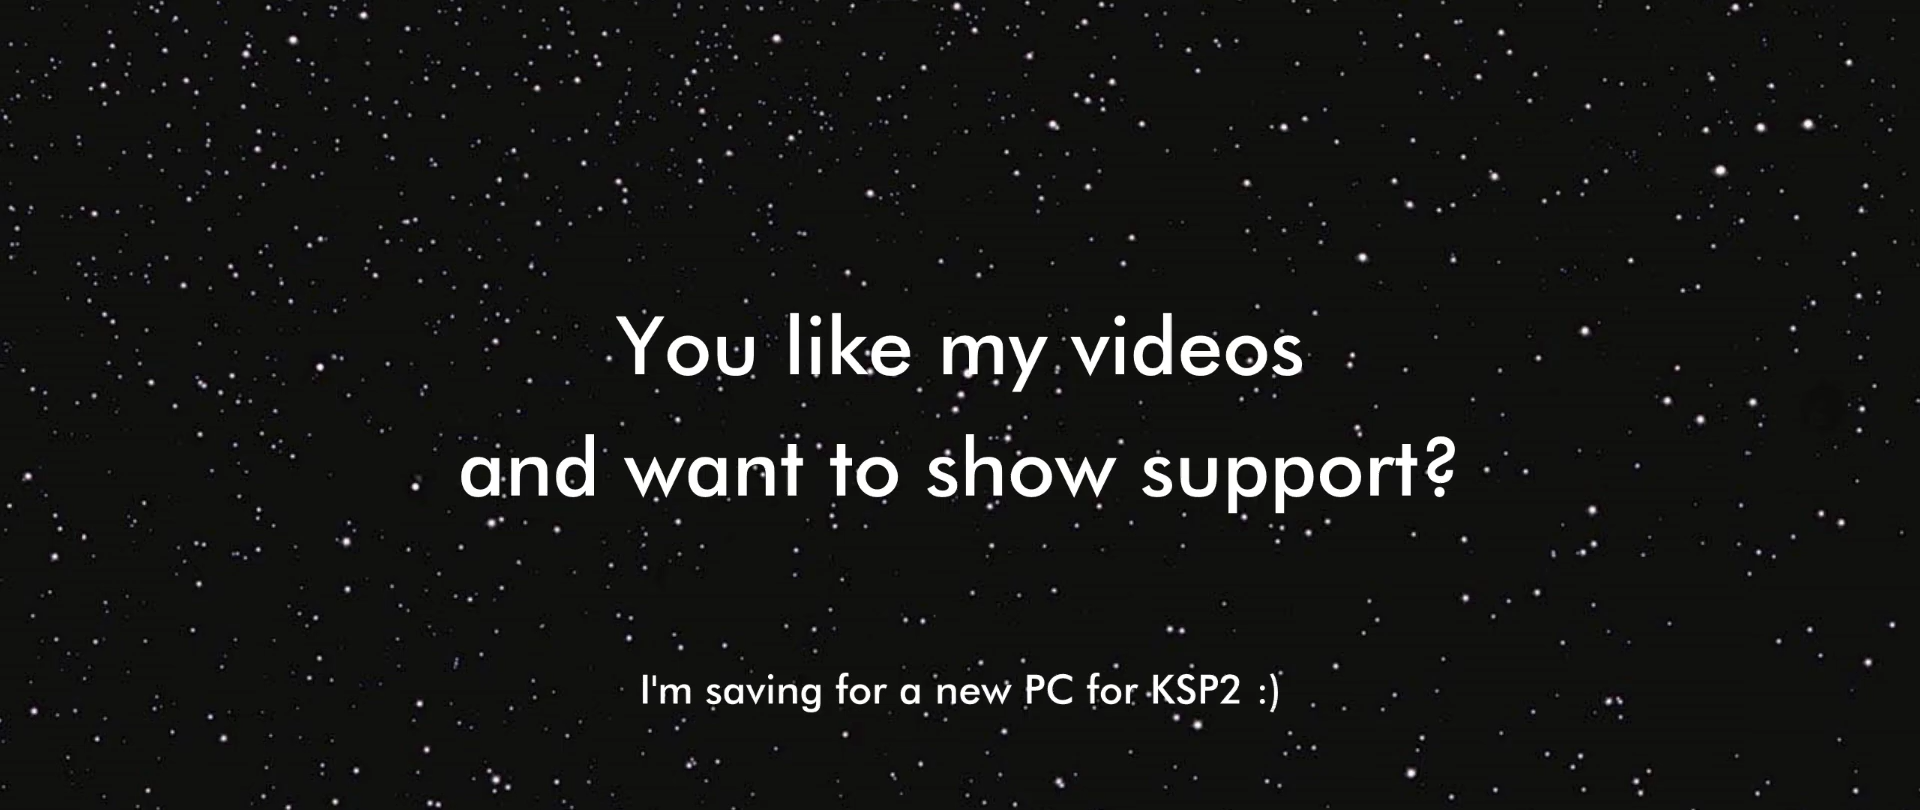 You like my videos
and want to show support?
I'm saving for a new PC for KSP2 :)